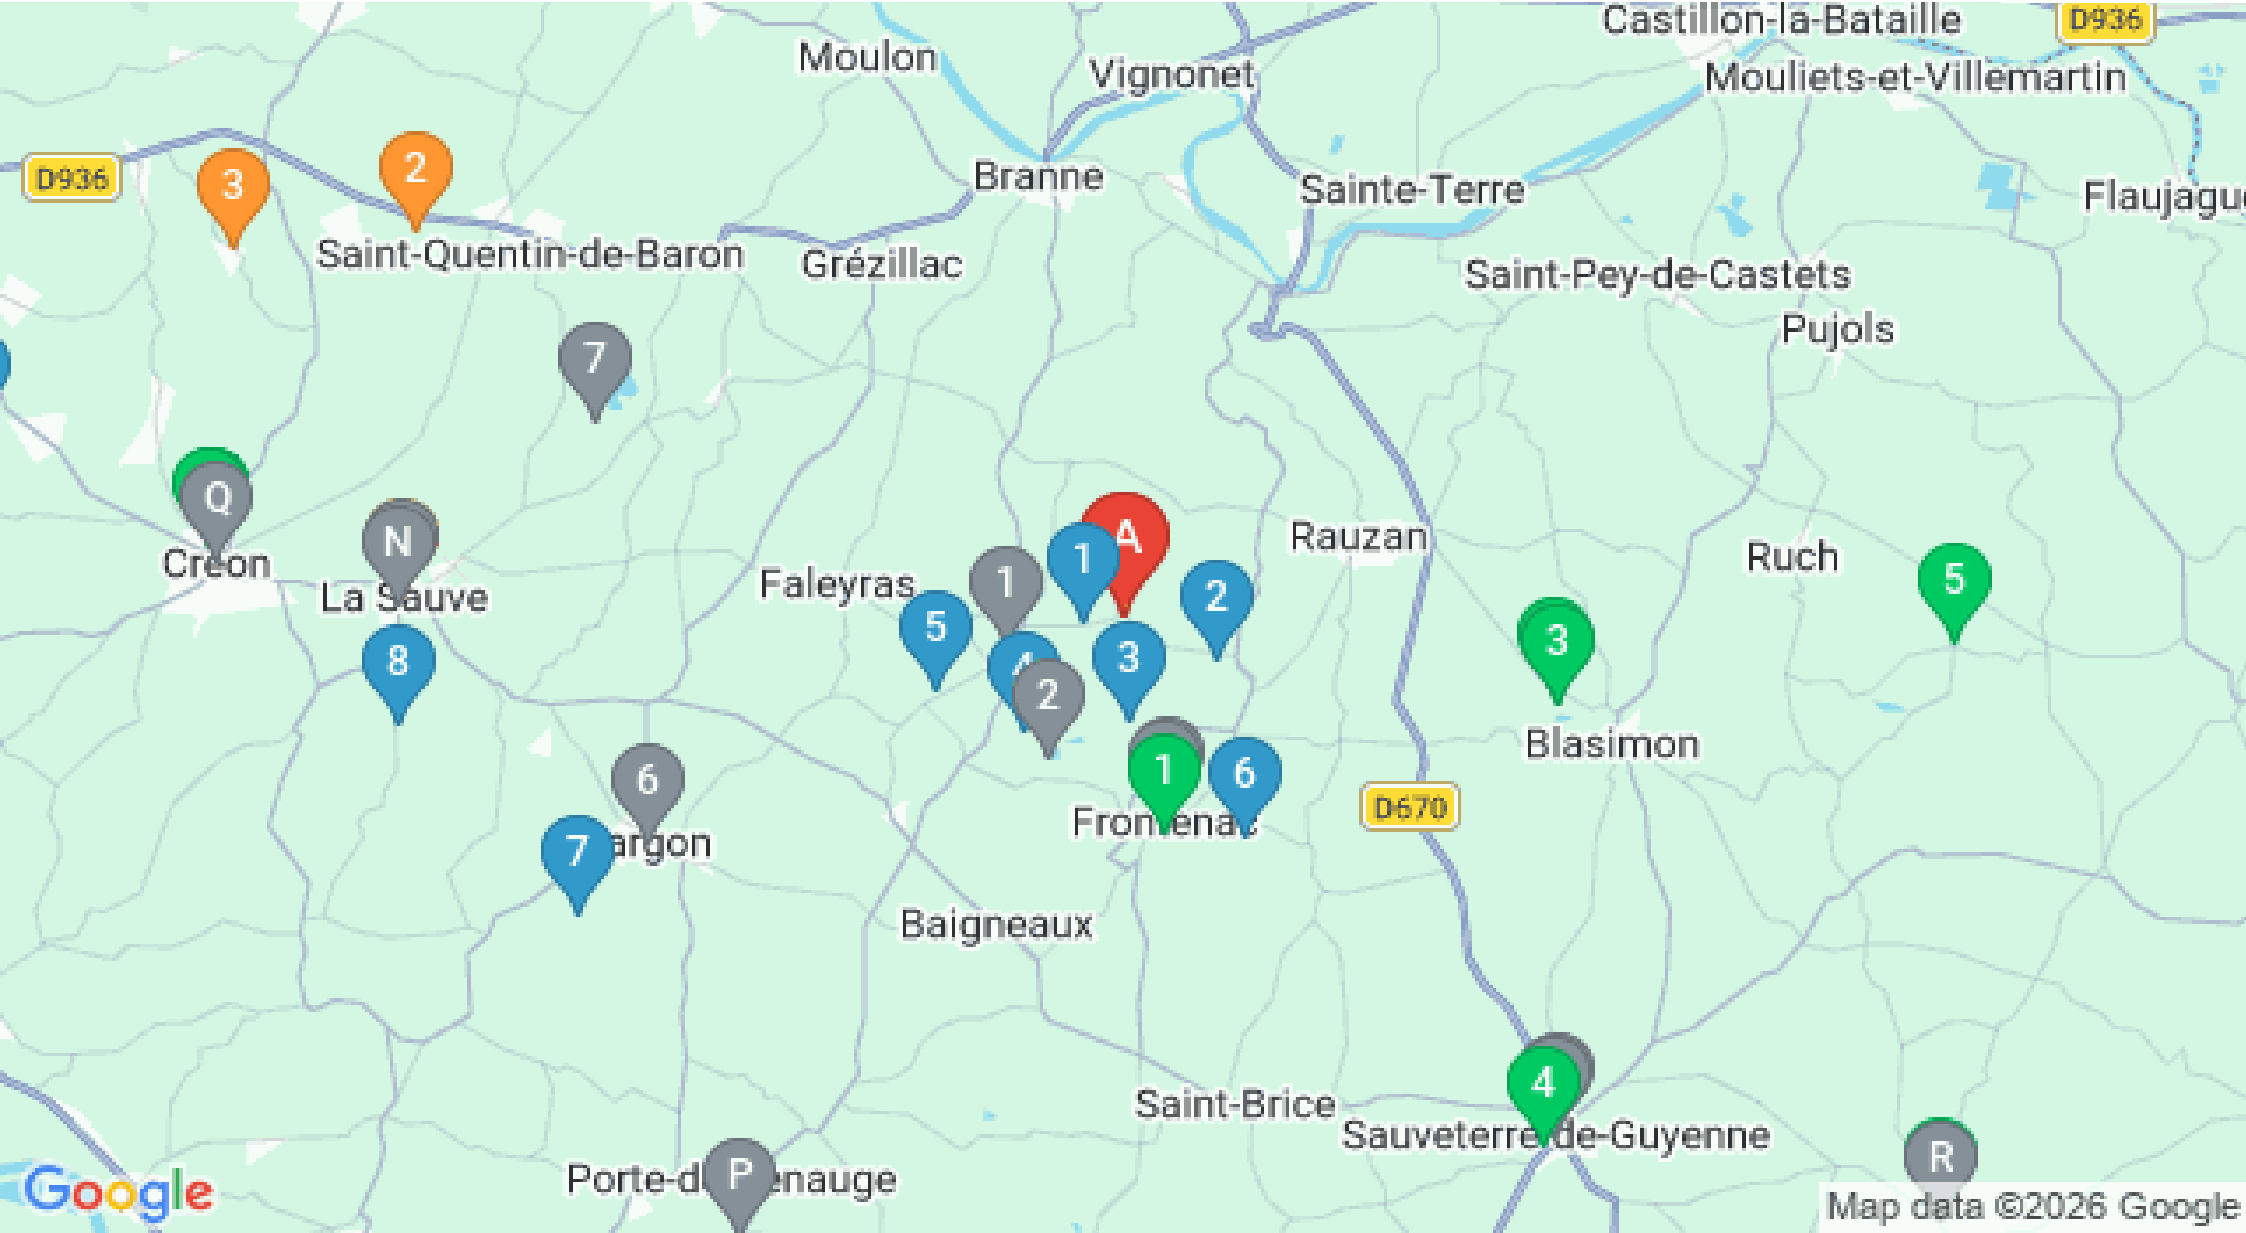 Castillon-la-Bataille
D936
Moulon
Vignonet
Mouliets-et-Villemartin
D936
3
2
Branne
Sainte-Terre
Saint-Quentin-de-Baron
Grézillac
Saint-Pey-de-Castets
Pujols
7
Q
N
A
1
Rauzan
Ruch
Créon
La Sauve
Faleyras
1
2
5
5
3
8
4
2
3
Blasimon
6
1
6
D670
7
Baigneaux
4
Saint-Brice
Sauveterre-de-Guyenne
P
R
Google
Map data ©2026 Google